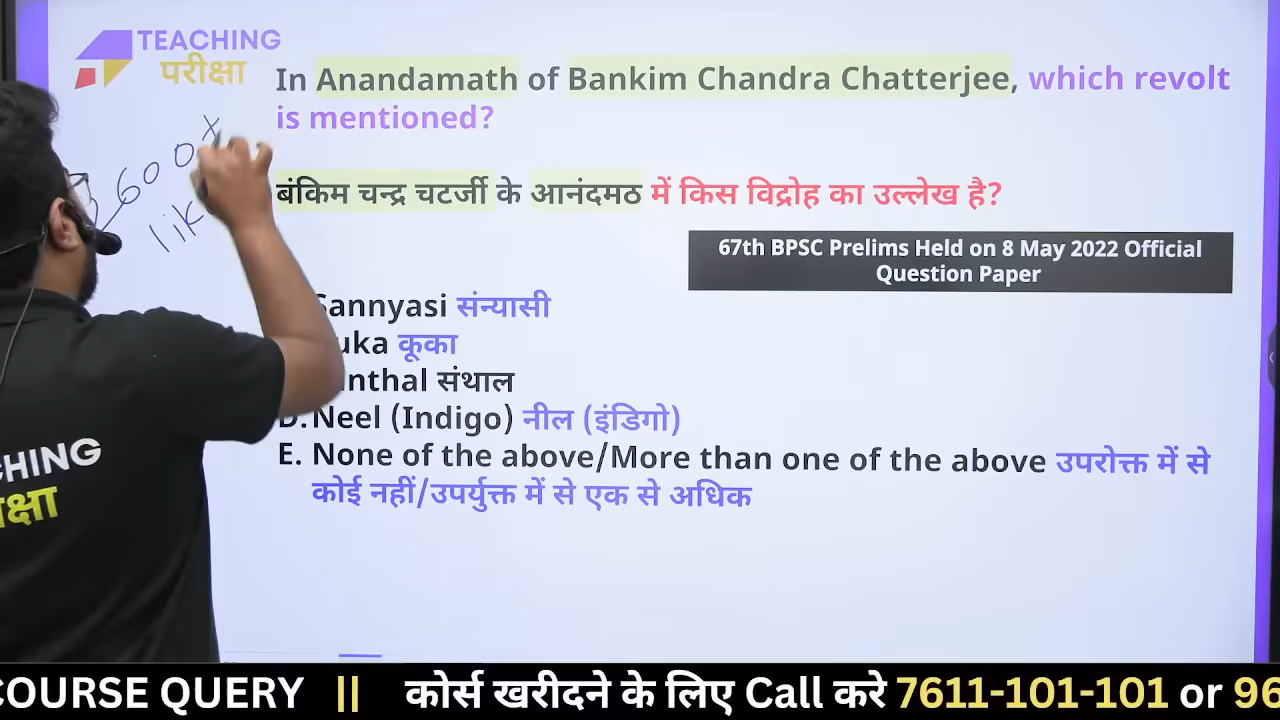 TEACHING
परीक्षा
In Anandamath of Bankim Chandra Chatterjee, which revolt
is mentioned?
600+
बंकिम चन्द्र चटर्जी के आनंदमठ में किस विद्रोह का उल्लेख है?
67th BPSC Prelims Held on 8 May 2022 Official
Question Paper
Sannyasi संन्यासी
कूका
संथाल
D. Neel (Indigo) नील (इंडिगो)
E. None of the above/More than one of the above उपरोक्त में से
कोई नहीं/उपर्युक्त में से एक से अधिक
COURSE QUERY || कोर्स खरीदने के लिए Call करे 7611-101-101 or 96